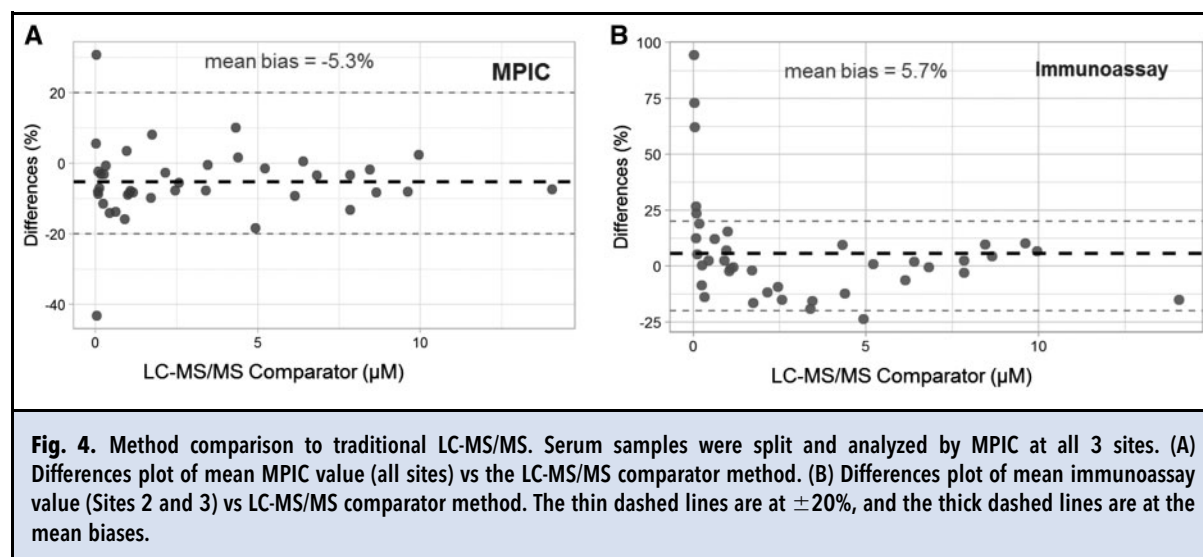 A
mean bias = -5.3%
MPIC
20
0
-20
-40
Differences (%)
0
5
10
LC-MS/MS Comparator (µM)
B
mean bias = 5.7%
Immunoassay
100
75
50
25
0
-25
Differences (%)
0
5
10
LC-MS/MS Comparator (µM)
Fig. 4. Method comparison to traditional LC-MS/MS. Serum samples were split and analyzed by MPIC at all 3 sites. (A)
Differences plot of mean MPIC value (all sites) vs the LC-MS/MS comparator method. (B) Differences plot of mean immunoassay
value (Sites 2 and 3) vs LC-MS/MS comparator method. The thin dashed lines are at ±20%, and the thick dashed lines are at the
mean biases.